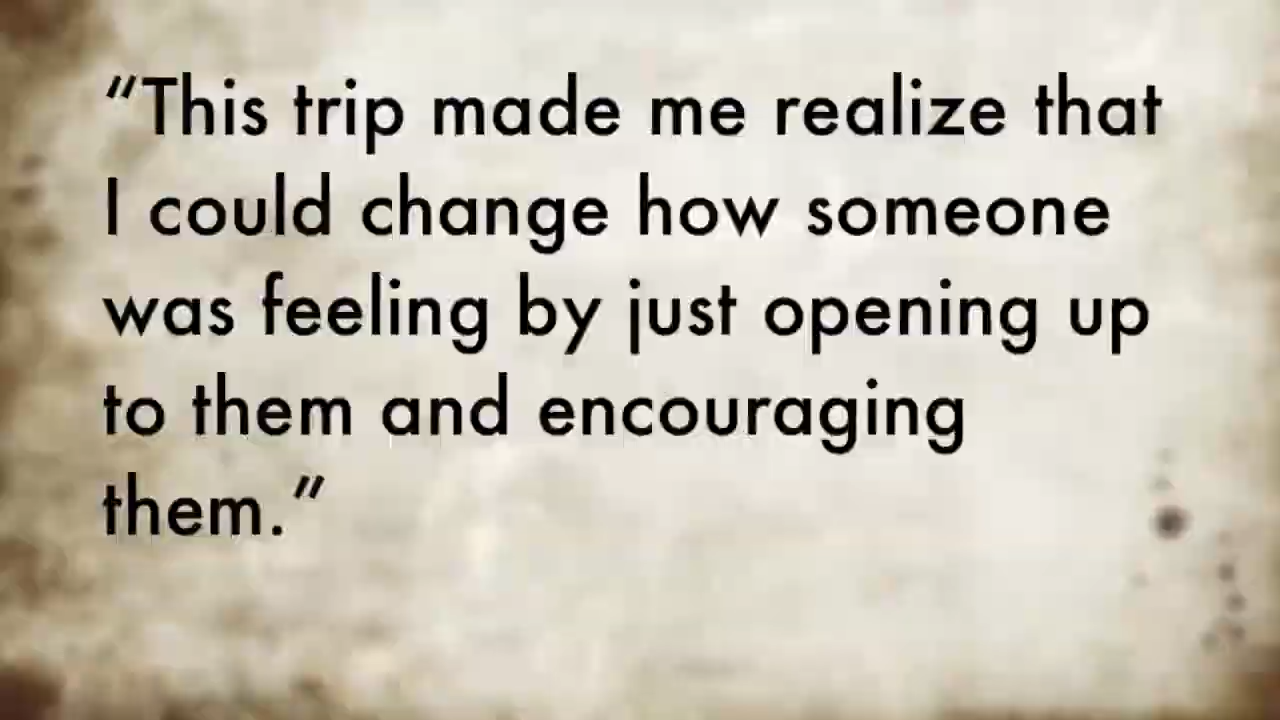 “This trip made me realize that
I could change how someone
was feeling by just opening up
to them and encouraging
them.”